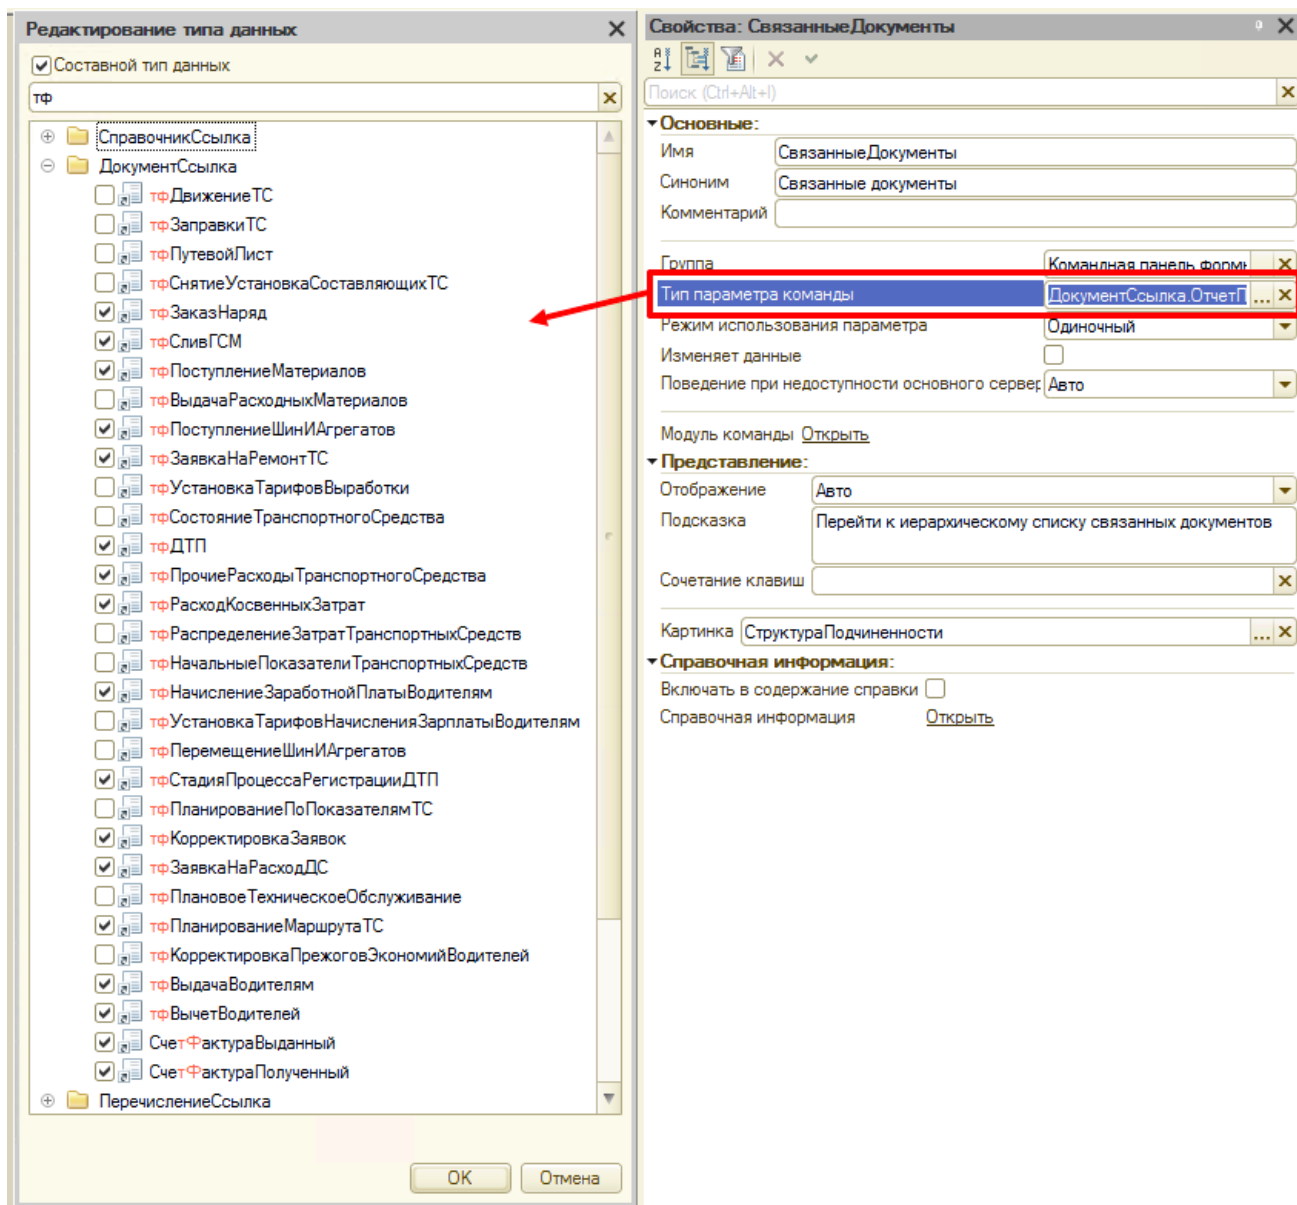 Редактирование типа данных
Составной тип данных
тф
СправочникСсылка
ДокументСсылка
тфДвижениеТС
тфЗаправкиТС
тфПутевойЛист
тфСнятиеУстановкаСоставляющихТС
тфЗаказНаряд
тфСливГСМ
тфПоступлениеМатериалов
тфВыдачаРасходныхМатериалов
тфПоступлениеШинИАгрегатов
тфЗаявкаНаРемонтТС
тфУстановкаТарифовВыработки
тфСостояниеТранспортногоСредства
тфДТП
тфПрочиеРасходыТранспортногоСредства
тфРасходКосвенныхЗатрат
тфРаспределениеЗатратТранспортныхСредств
тфНачальныеПоказателиТранспортныхСредств
тфНачислениеЗаработнойПлатыВодителям
тфУстановкаТарифовНачисленияЗарплатыВодителям
тфПеремещениеШинИАгрегатов
тфСтадияПроцессаРегистрацииДТП
тфПланированиеПоПоказателямТС
тфКорректировкаЗаявок
тфЗаявкаНаРасходДС
тфПлановоеТехническоеОбслуживание
тфПланированиеМаршрутаТС
тфКорректировкаПрежоговЭкономийВодителей
тфВыдачаВодителям
тфВычетВодителей
СчетФактураВыданный
СчетФактураПолученный
ПеречислениеСсылка
OK Отмена
Свойства: СвязанныеДокументы
Поиск (Ctrl+Alt+I)
Основные:
Имя СвязанныеДокументы
Синоним Связанные документы
Комментарий
Группа Командная панель формы ...
Тип параметра команды ДокументСсылка.ОтчетП ...
Режим использования параметра Одиночный
Изменяет данные
Поведение при недоступности основного сервер Авто
Модуль команды Открыть
Представление:
Отображение Авто
Подсказка Перейти к иерархическому списку связанных документов
Сочетание клавиш
Картинка СтруктураПодчиненности ...
Справочная информация:
Включать в содержание справки
Справочная информация Открыть